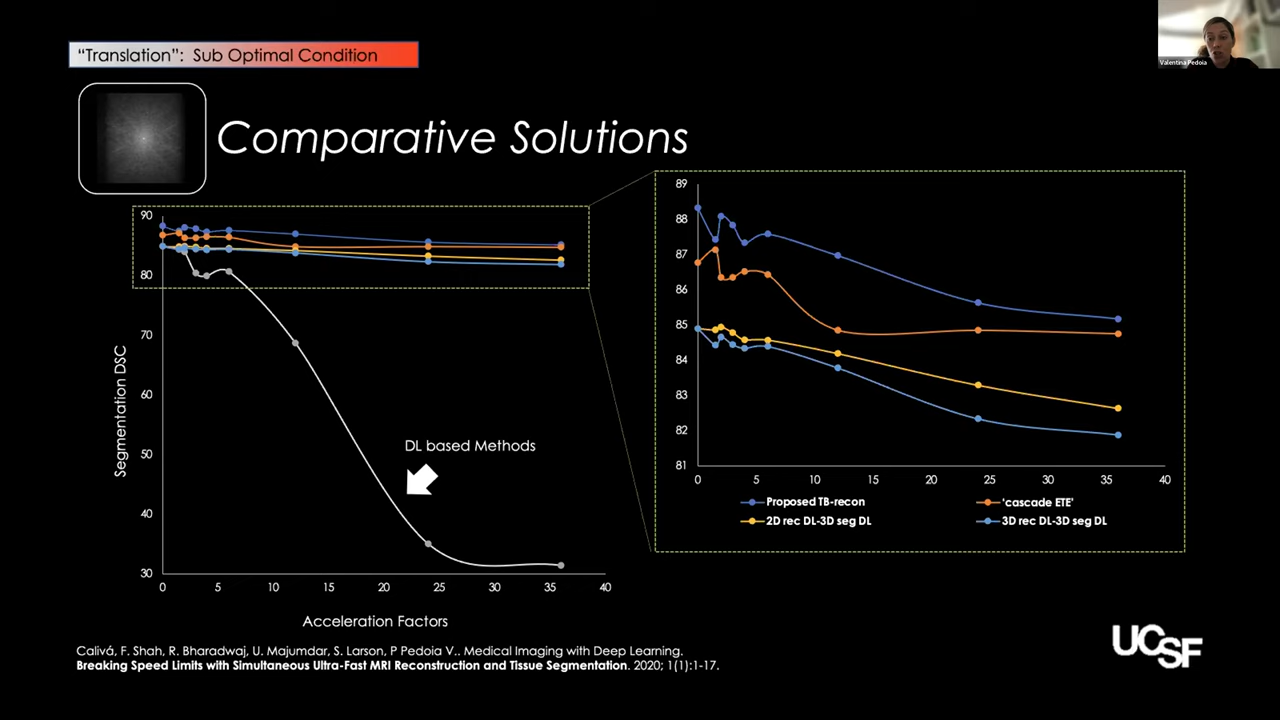 "Translation": Sub Optimal Condition
Valentina Pedoia
Comparative Solutions
90
80
70
60
50
40
30
Segmentation DSC
DL based Methods
0 5 10 15 20 25 30 35 40
Acceleration Factors
89
88
87
86
85
84
83
82
81
0 5 10 15 20 25 30 35 40
Proposed TB-recon 'cascade ETE'
2D rec DL-3D seg DL 3D rec DL-3D seg DL
Calivá, F. Shah, R. Bharadwaj, U. Majumdar, S. Larson, P Pedoia V.. Medical Imaging with Deep Learning.
Breaking Speed Limits with Simultaneous Ultra-Fast MRI Reconstruction and Tissue Segmentation. 2020; 1(1):1-17.
UCSF